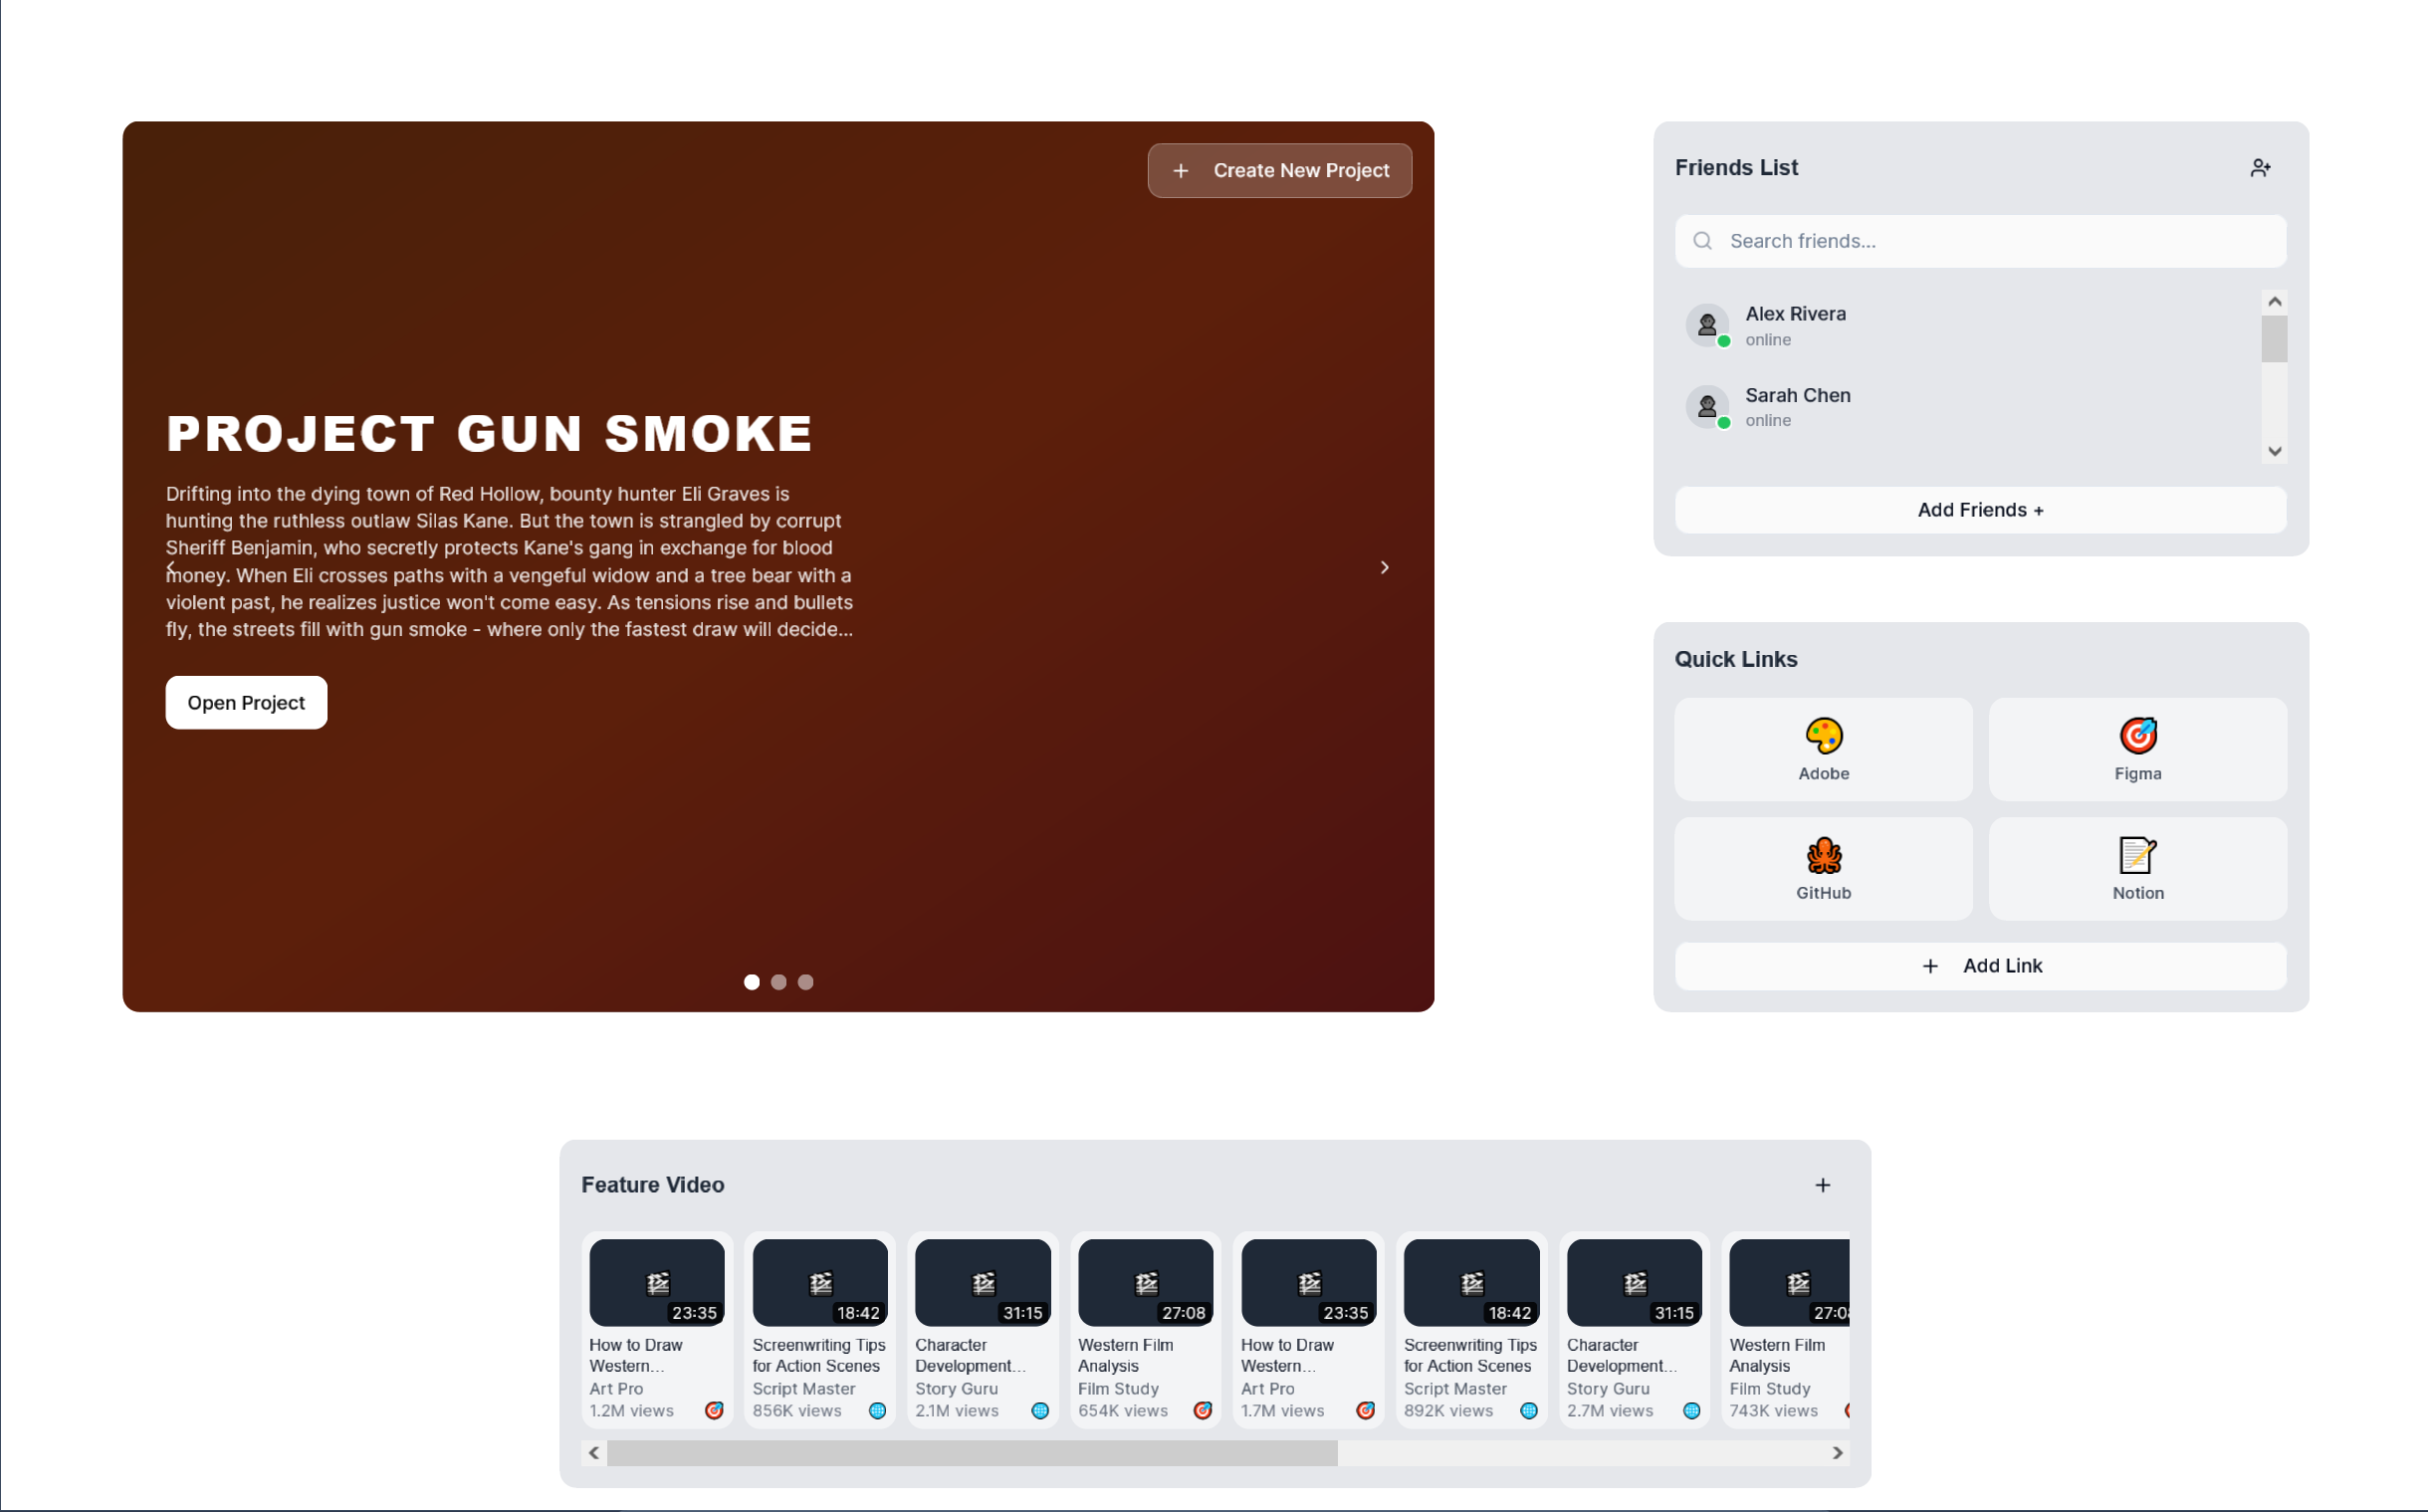 Create New Project
PROJECT GUN SMOKE
Drifting into the dying town of Red Hollow, bounty hunter Eli Graves is
hunting the ruthless outlaw Silas Kane. But the town is strangled by corrupt
Sheriff Benjamin, who secretly protects Kane's gang in exchange for blood
money. When Eli crosses paths with a vengeful widow and a tree bear with a
violent past, he realizes justice won't come easy. As tensions rise and bullets
fly, the streets fill with gun smoke - where only the fastest draw will decide...
Open Project
Friends List
Search friends...
Alex Rivera
online
Sarah Chen
online
Add Friends +
Quick Links
Adobe
Figma
GitHub
Notion
Add Link
Feature Video
23:35
How to Draw
Western...
Art Pro
1.2M views
18:42
Screenwriting Tips
for Action Scenes
Script Master
856K views
31:15
Character
Development...
Story Guru
2.1M views
27:08
Western Film
Analysis
Film Study
654K views
23:35
How to Draw
Western...
Art Pro
1.7M views
18:42
Screenwriting Tips
for Action Scenes
Script Master
892K views
31:15
Character
Development...
Story Guru
2.7M views
27:08
Western Film
Analysis
Film Study
743K views